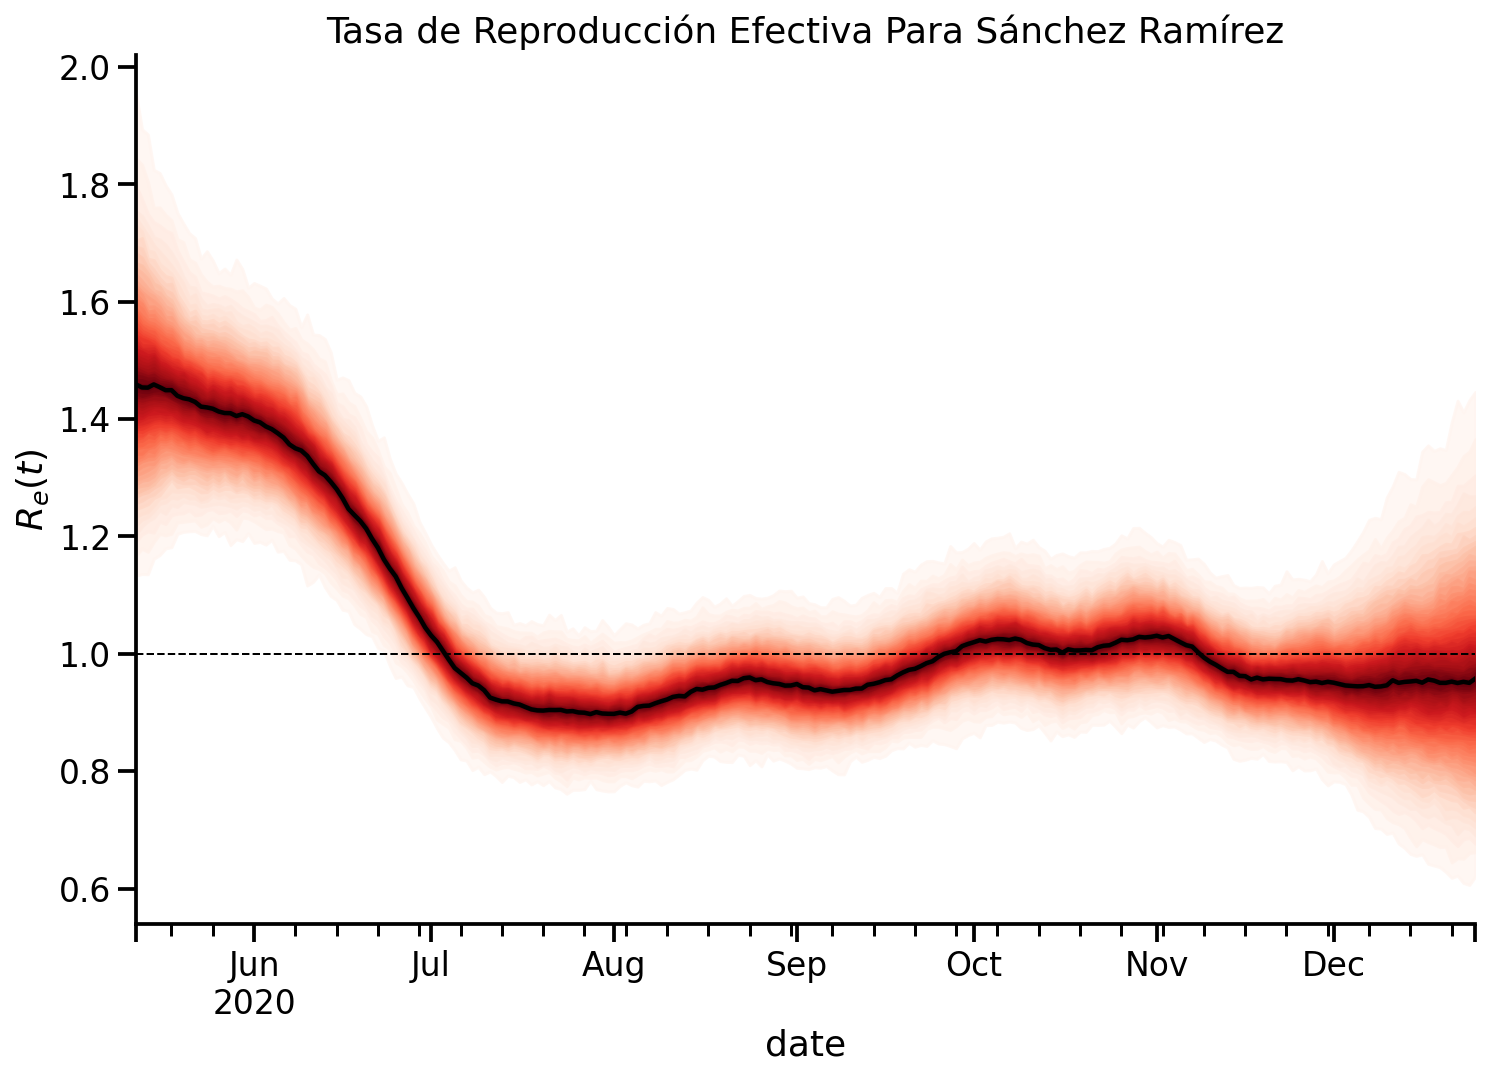 Tasa de Reproducción Efectiva Para Sánchez Ramírez
2.0
1.8
1.6
1.4
1.2
1.0
0.8
0.6
R_e(t)
Jun Jul Aug Sep Oct Nov Dec
2020
date